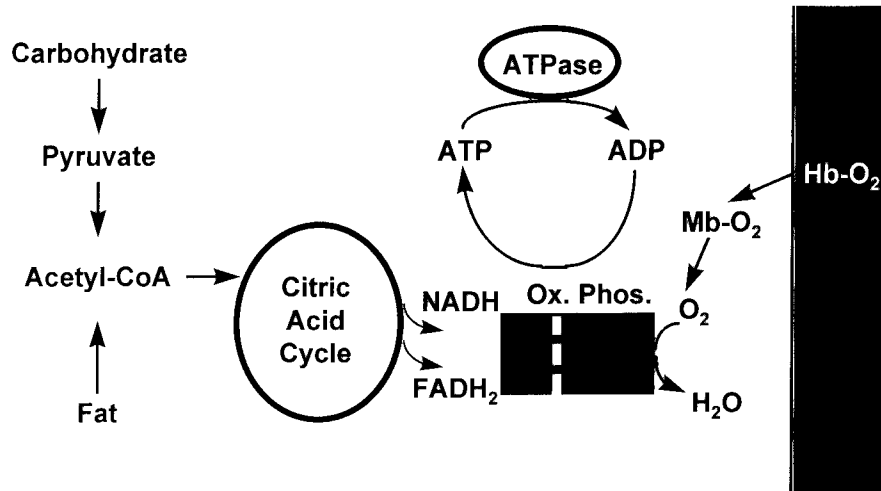 Carbohydrate
Pyruvate
Acetyl-CoA
Fat
Citric
Acid
Cycle
NADH
FADH₂
ATPase
ATP
ADP
Ox. Phos.
Hb-O₂
Mb-O₂
O₂
H₂O